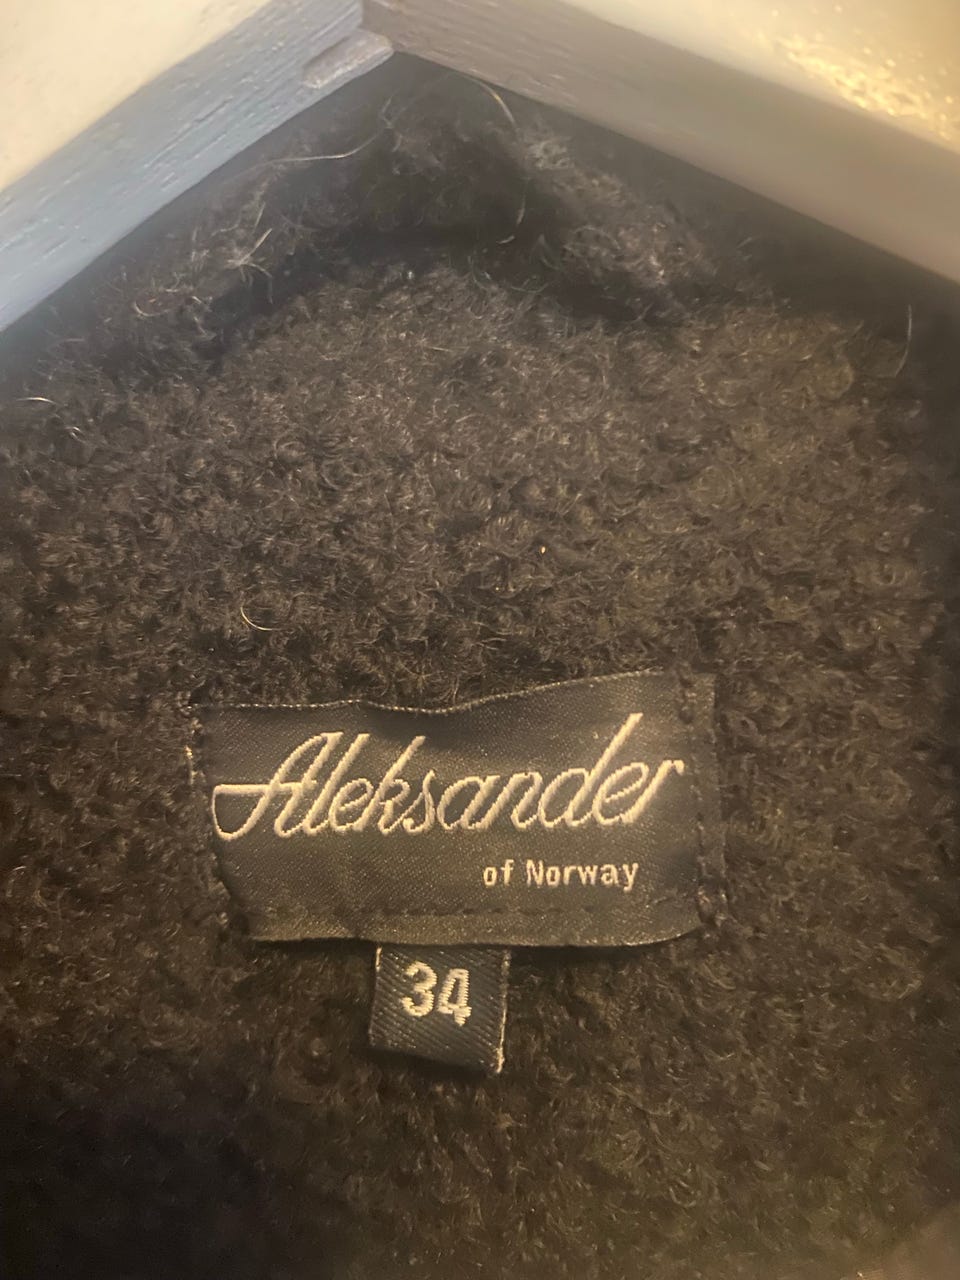 Aleksander
of Norway
34